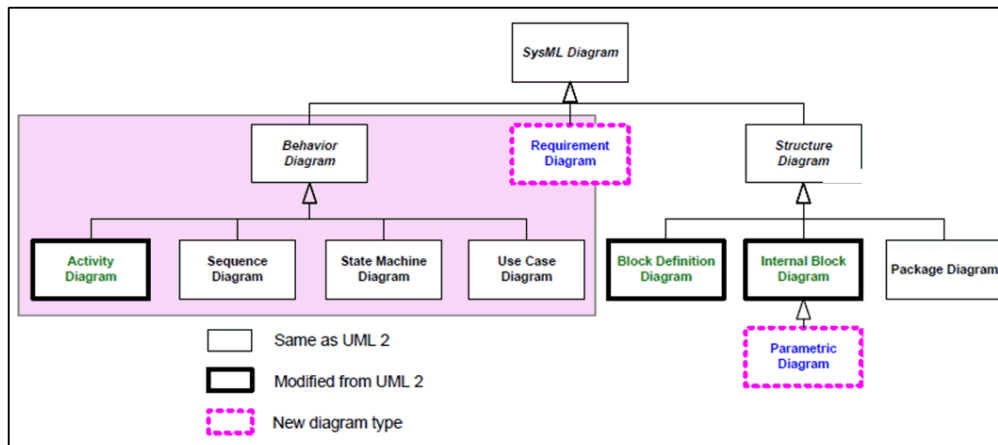 SysML Diagram
Behavior
Diagram
Requirement
Diagram
Structure
Diagram
Activity
Diagram
Sequence
Diagram
State Machine
Diagram
Use Case
Diagram
Block Definition
Diagram
Internal Block
Diagram
Package Diagram
Parametric
Diagram
Same as UML 2
Modified from UML 2
New diagram type